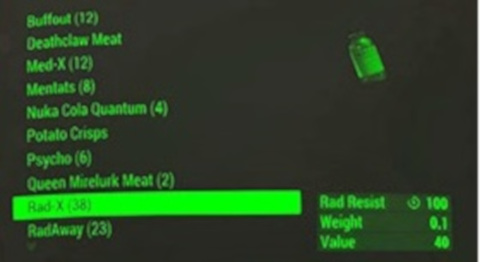 Buffout (12)
Deathclaw Meat
Med-X (12)
Mentats (8)
Nuka Cola Quantum (4)
Potato Crisps
Psycho (6)
Queen Mirelurk Meat (2)
Rad-X (38)
RadAway (23)
Rad Resist 100
Weight 0.1
Value 40